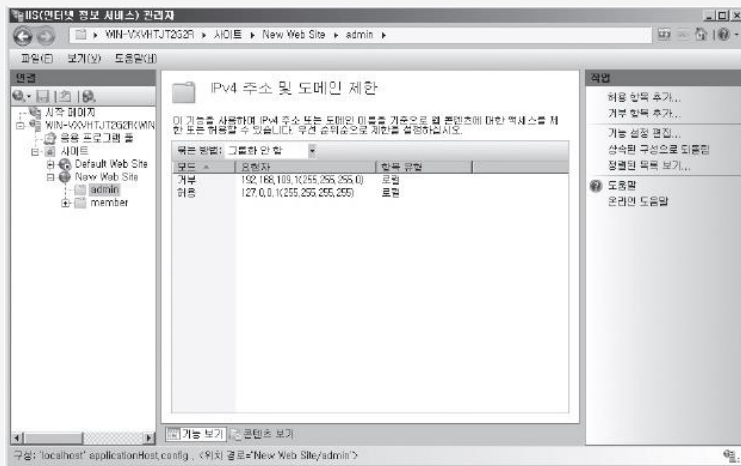 IIS(인터넷 정보 서비스) 관리자
WIN-VXVHTJT2G2R ▸ 사이트 ▸ New Web Site ▸ admin ▸
파일(F) 보기(V) 도움말(H)
연결
시작 페이지
WIN-VXVHTJT2G2R(WIN
응용 프로그램 풀
사이트
Default Web Site
New Web Site
admin
member
IPv4 주소 및 도메인 제한
이 기능을 사용하여 IPv4 주소 또는 도메인 이름을 기준으로 웹 콘텐츠에 대한 액세스를 제
한 또는 허용할 수 있습니다. 우선 순위순으로 제한을 설정하십시오.
묶는 방법: 그룹화 안 함
모드 요청자 항목 유형
거부 192.168.109.1(255.255.255.0) 로컬
허용 127.0.0.1(255.255.255.255) 로컬
기능 보기 콘텐츠 보기
작업
허용 항목 추가...
거부 항목 추가...
기능 설정 편집...
상속된 구성으로 되돌림
정렬된 목록 보기...
도움말
온라인 도움말
구성: 'localhost' applicationHost.config , <위치 경로="New Web Site/admin">